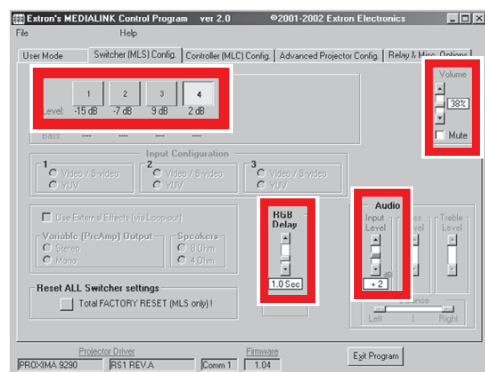 Extron's MEDIALINK Control Program ver 2.0 ©2001-2002 Extron Electronics
File Help
User Mode Switcher (MLS) Config. Controller (MLC) Config. Advanced Projector Config. Relay & Misc. Options
Volume
1 2 3 4
Level: -15 dB -7 dB 9 dB 2 dB
38%
Mute
Bass: ---- ---- ---- ----
Input Configuration
1 2 3
Video / S-video Video / S-video Video / S-video
YUV YUV YUV
Use External Effects (via Loop-out)
RGB Delay
Audio
Input Level Bass Level Treble Level
Variable (PreAmp) Output Speakers
Stereo 8 Ohm
Mono 4 Ohm
dB
1.0 Sec
+ 2
Reset ALL Switcher settings
Total FACTORY RESET (MLS only)!
Balance
Left | Right
Projector Driver Firmware
PROXIMA 9290 RS1 REV.A Comm 1 1.04
Exit Program